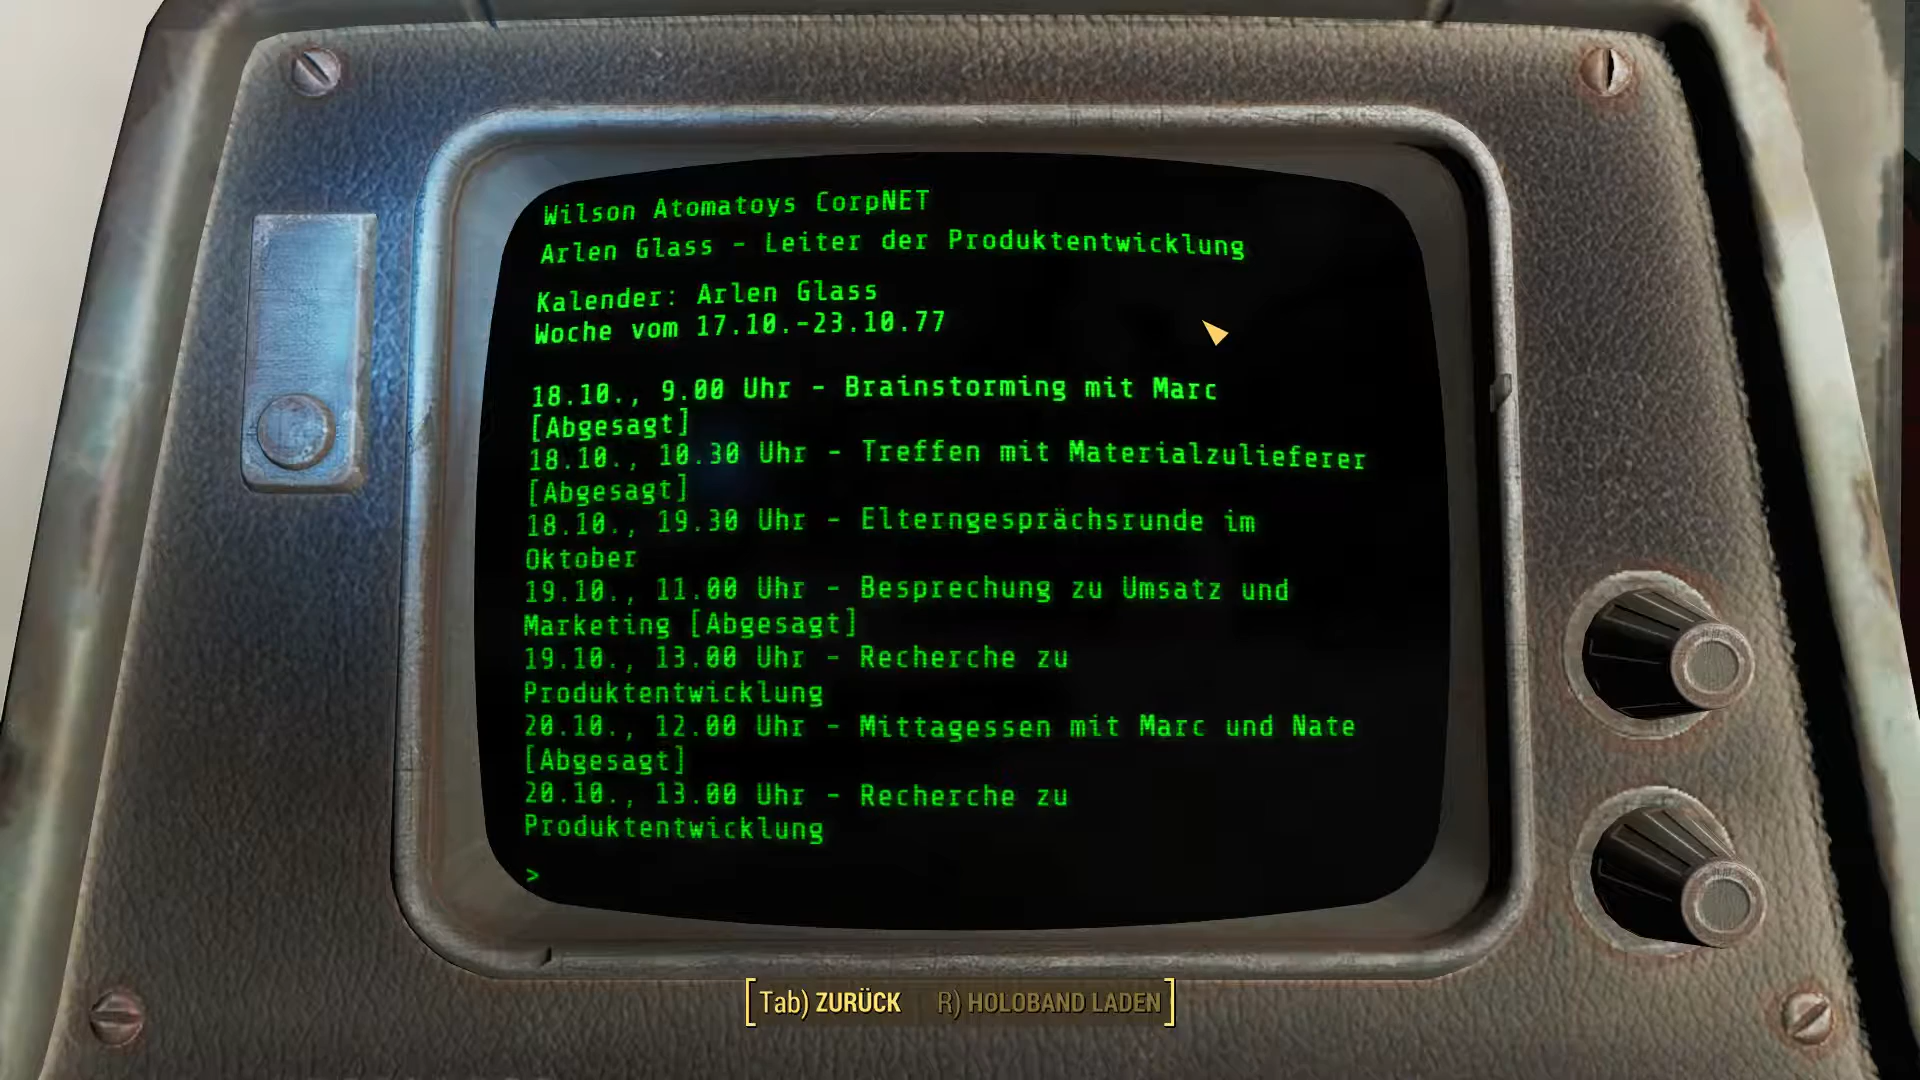 Wilson Atomatoys CorpNET
Arlen Glass - Leiter der Produktentwicklung
Kalender: Arlen Glass
Woche vom 17.10.-23.10.77
18.10., 9.00 Uhr - Brainstorming mit Marc
[Abgesagt]
18.10., 10.30 Uhr - Treffen mit Materialzulieferer
[Abgesagt]
18.10., 19.30 Uhr - Elterngesprächsrunde im
Oktober
19.10., 11.00 Uhr - Besprechung zu Umsatz und
Marketing [Abgesagt]
19.10., 13.00 Uhr - Recherche zu
Produktentwicklung
20.10., 12.00 Uhr - Mittagessen mit Marc und Nate
[Abgesagt]
20.10., 13.00 Uhr - Recherche zu
Produktentwicklung
>
[Tab) ZURÜCK R) HOLOBAND LADEN]